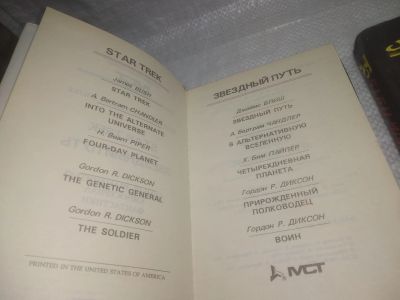 STAR TREK
James BLISH
STAR TREK
A. Bertram CHANDLER
INTO THE ALTERNATE
UNIVERSE
H. Beam PIPER
FOUR-DAY PLANET
Gordon R. DICKSON
THE GENETIC GENERAL
Gordon R. DICKSON
THE SOLDIER
PRINTED IN THE UNITED STATES OF AMERICA
ЗВЕЗДНЫЙ ПУТЬ
Джеймс БЛИШ
ЗВЕЗДНЫЙ ПУТЬ
А. Бертрам ЧАНДЛЕР
В АЛЬТЕРНАТИВНУЮ
ВСЕЛЕННУЮ
Х. Бим ПАЙПЕР
ЧЕТЫРЕХДНЕВНАЯ
ПЛАНЕТА
Гордон Р. ДИКСОН
ПРИРОЖДЕННЫЙ
ПОЛКОВОДЕЦ
Гордон Р. ДИКСОН
ВОИН
МСТ